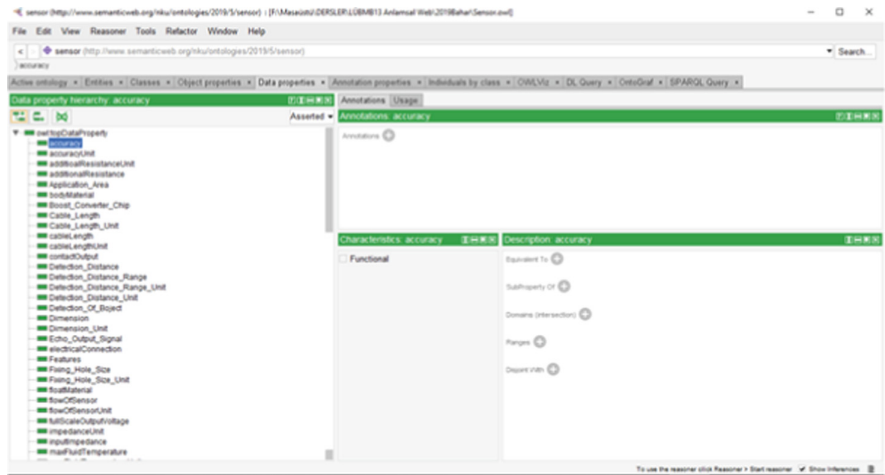 sensor (http://www.semanticweb.org/nku/ontologies/2019/5/sensor) : [F:\Masaüstü\DERSLER\LÜBMB13 Anlamsal Web\2019Bahar\Sensor.owl]
File Edit View Reasoner Tools Refactor Window Help
< sensor (http://www.semanticweb.org/nku/ontologies/2019/5/sensor) Search...
accuracy
Active ontology × Entities × Classes × Object properties × Data properties × Annotation properties × Individuals by class × OWLViz × DL Query × OntoGraf × SPARQL Query ×
Data property hierarchy: accuracy
Asserted
owl:topDataProperty
accuracy
accuracyUnit
additioalResistanceUnit
additionalResistance
Application_Area
bodyMaterial
Boost_Converter_Chip
Cable_Length
Cable_Length_Unit
cableLength
cableLengthUnit
contactOutput
Detection_Distance
Detection_Distance_Range
Detection_Distance_Range_Unit
Detection_Distance_Unit
Detection_Of_Boject
Dimension
Dimension_Unit
Echo_Output_Signal
electricalConnection
Features
Fixing_Hole_Size
Fixing_Hole_Size_Unit
floatMaterial
flowOfSensor
flowOfSensorUnit
fullScaleOutputVoltage
impedanceUnit
inputImpedance
maxFluidTemperature
Annotations Usage
Annotations: accuracy
Annotations
Characteristics: accuracy
Functional
Description: accuracy
Equivalent To
SubProperty Of
Domains (intersection)
Ranges
Disjoint With
To use the reasoner click Reasoner > Start reasoner Show Inferences